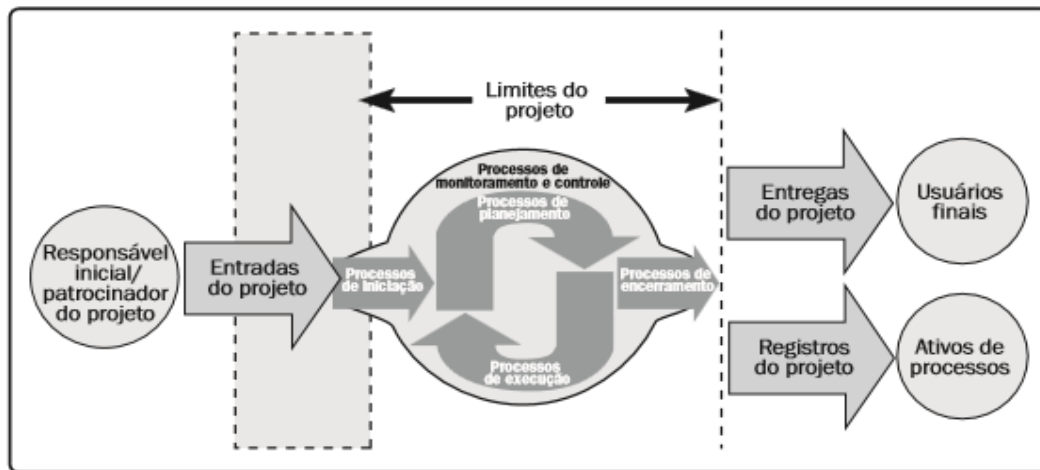 Limites do
projeto
Processos de
monitoramento e controle
Processos de
planejamento
Responsável
inicial/
patrocinador
do projeto
Entradas
do projeto
Processos
de iniciação
Processos de
encerramento
Processos
de execução
Entregas
do projeto
Usuários
finais
Registros
do projeto
Ativos de
processos